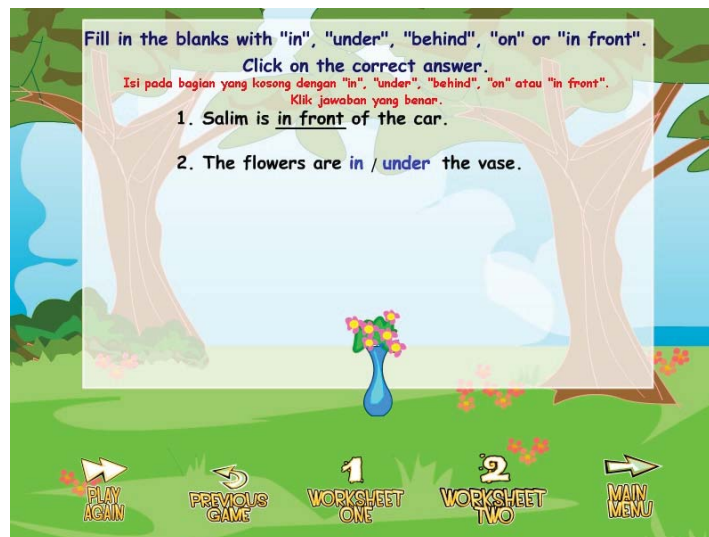 Fill in the blanks with "in", "under", "behind", "on" or "in front".
Click on the correct answer.
Isi pada bagian yang kosong dengan "in", "under", "behind", "on" atau "in front".
Klik jawaban yang benar.
1. Salim is in front of the car.
2. The flowers are in / under the vase.
PLAY
AGAIN
PREVIOUS
GAME
1
WORKSHEET
ONE
2
WORKSHEET
TWO
MAIN
MENU